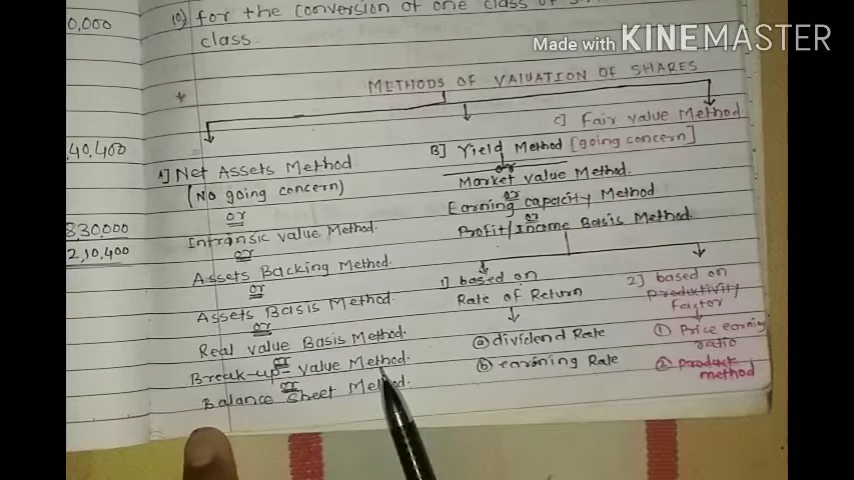 0,000
10) for the conversion of one class of
class
Made with KINEMASTER
* METHODS OF VALUATION OF SHARES
40,400
8,30,000
2,10,400
A] Net Assets Method
(No going concern)
or
Intransic value Method.
or
Assets Backing Method.
or
Assets Basis Method.
or
Real value Basis Method.
or
Break-up-value Method.
or
Balance Sheet Method.
B] Yield Method [going concern]
or
Market value Method.
or
Earning capacity Method
or
Profit/Income Basis Method.
1] based on
Rate of Return
(a) dividend Rate
(b) earning Rate
2] based on
Productivity
factor
(1) Price earning
ratio
(2) Product
method
C] Fair value Method